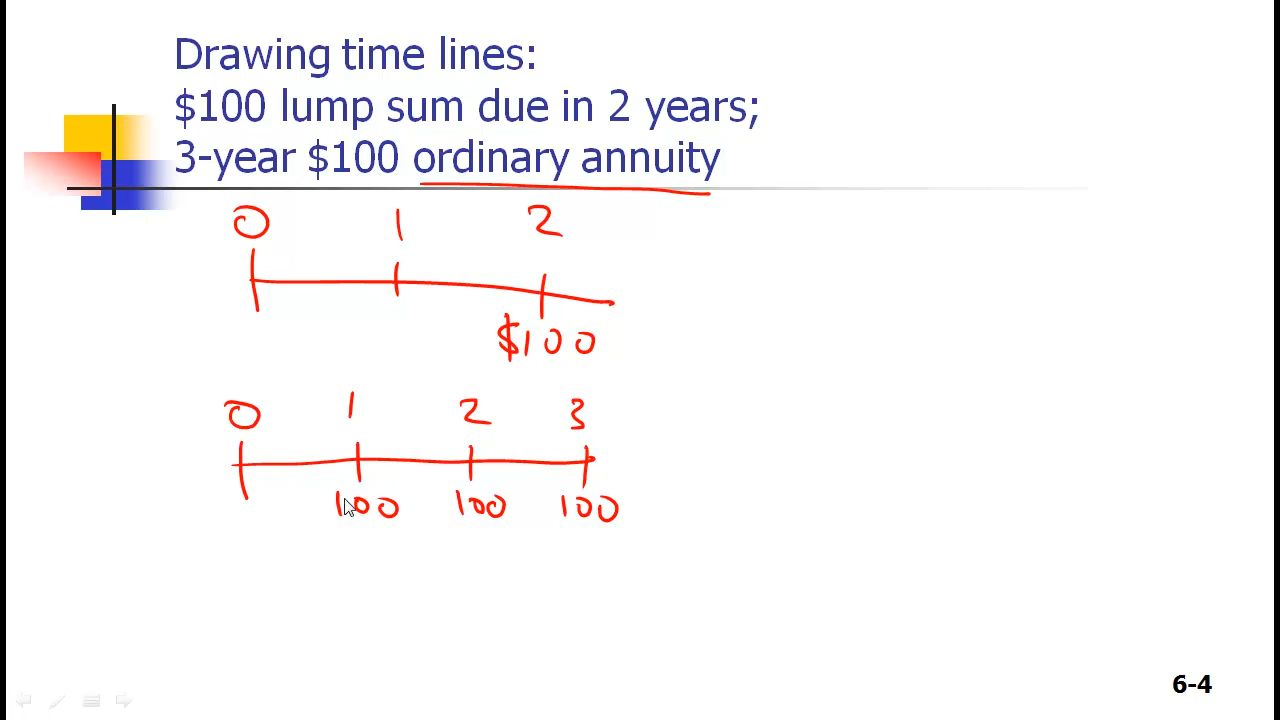 Drawing time lines:
$100 lump sum due in 2 years;
3-year $100 ordinary annuity
0 1 2
$100
0 1 2 3
100 100 100
6-4